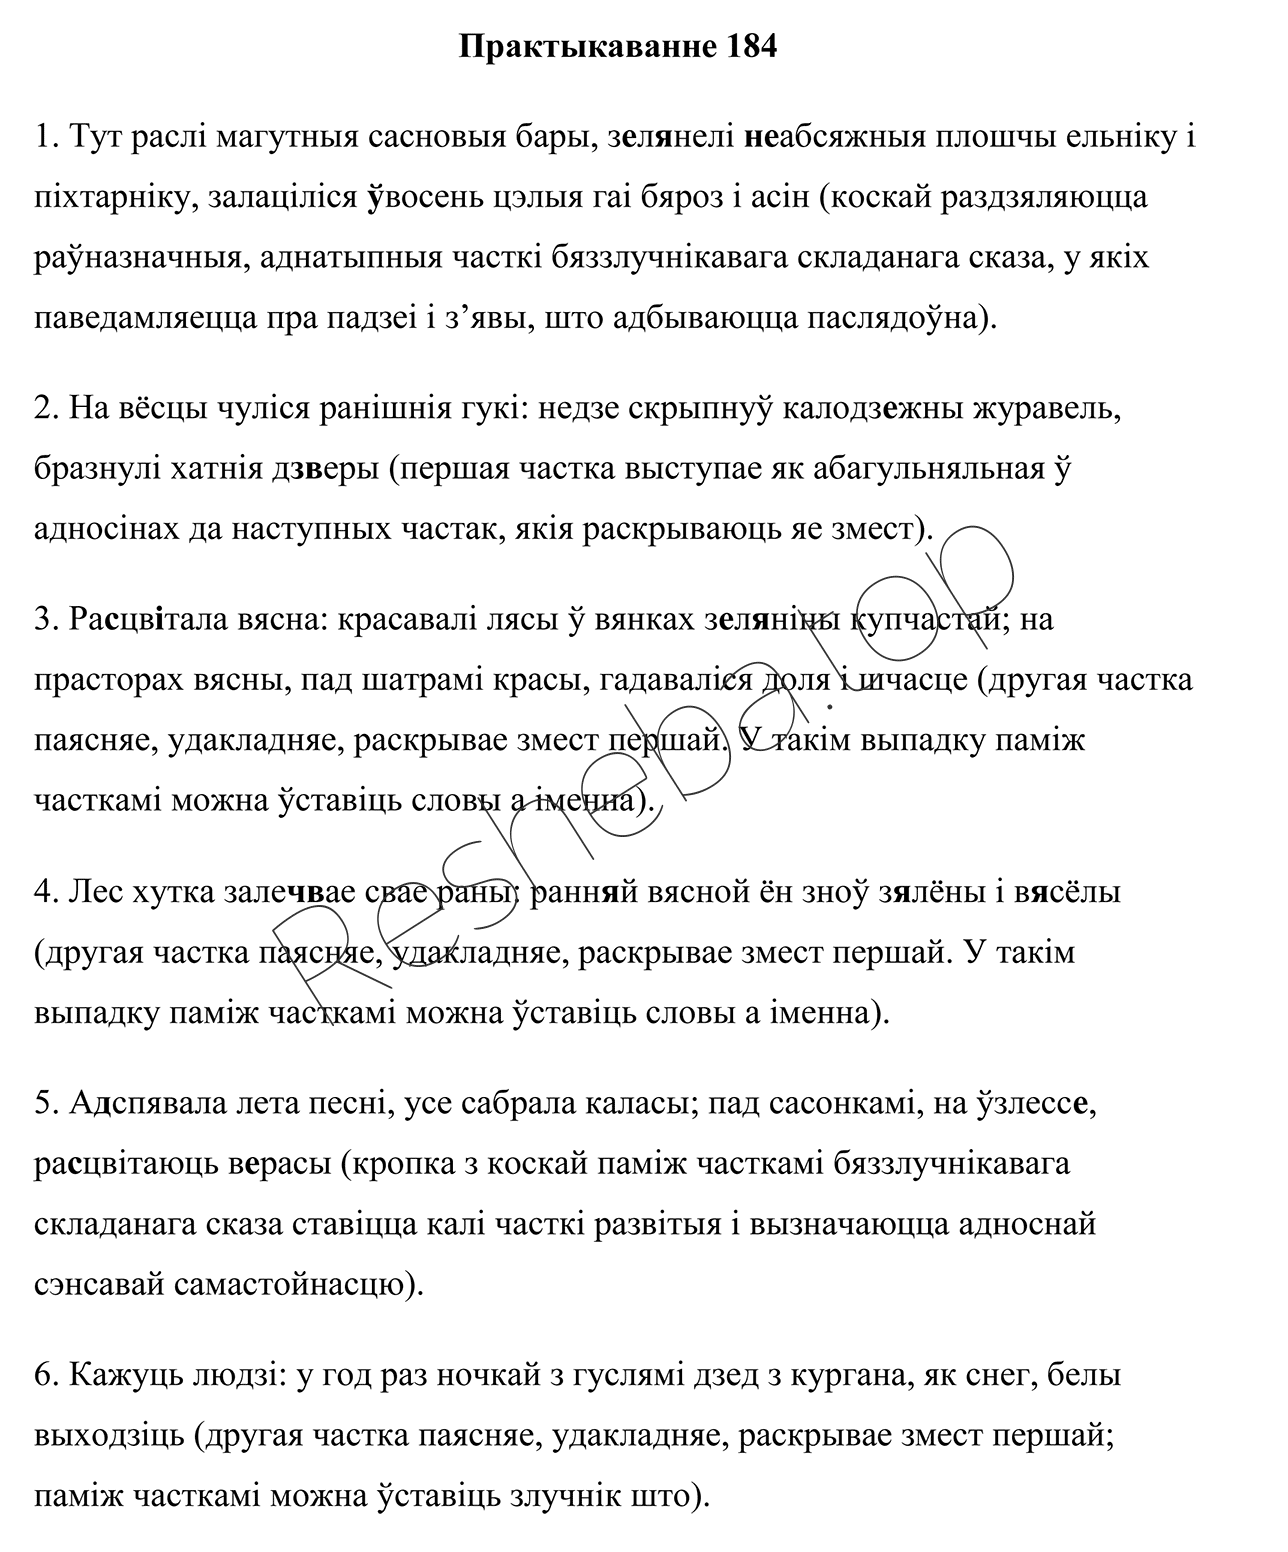 Практыкаванне 184
1. Тут раслі магутныя сасновыя бары, зелянелі неабсяжныя плошчы ельніку і
піхтарніку, залаціліся ўвосень цэлыя гаі бяроз і асін (коскай раздзяляюцца
раўназначныя, аднатыпныя часткі бяззлучнікавага складанага сказа, у якіх
паведамляецца пра падзеі і з’явы, што адбываюцца паслядоўна).
2. На вёсцы чуліся ранішнія гукі: недзе скрыпнуў калодзежны журавель,
бразнулі хатнія дзверы (першая частка выступае як абагульняльная ў
адносінах да наступных частак, якія раскрываюць яе змест).
3. Расцвітала вясна: красавалі лясы ў вянках зеляніны купчастай; на
прасторах вясны, пад шатрамі красы, гадаваліся доля і шчасце (другая частка
паясняе, удакладняе, раскрывае змест першай. У такім выпадку паміж
часткамі можна ўставіць словы а іменна).
4. Лес хутка залечвае свае раны: ранняй вясной ён зноў зялёны і вясёлы
(другая частка паясняе, удакладняе, раскрывае змест першай. У такім
выпадку паміж часткамі можна ўставіць словы а іменна).
5. Адспявала лета песні, усе сабрала каласы; пад сасонкамі, на ўзлессе,
расцвітаюць верасы (кропка з коскай паміж часткамі бяззлучнікавага
складанага сказа ставіцца калі часткі развітыя і вызначаюцца адноснай
сэнсавай самастойнасцю).
6. Кажуць людзі: у год раз ночкай з гуслямі дзед з кургана, як снег, белы
выходзіць (другая частка паясняе, удакладняе, раскрывае змест першай;
паміж часткамі можна ўставіць злучнік што).
Resheba.top